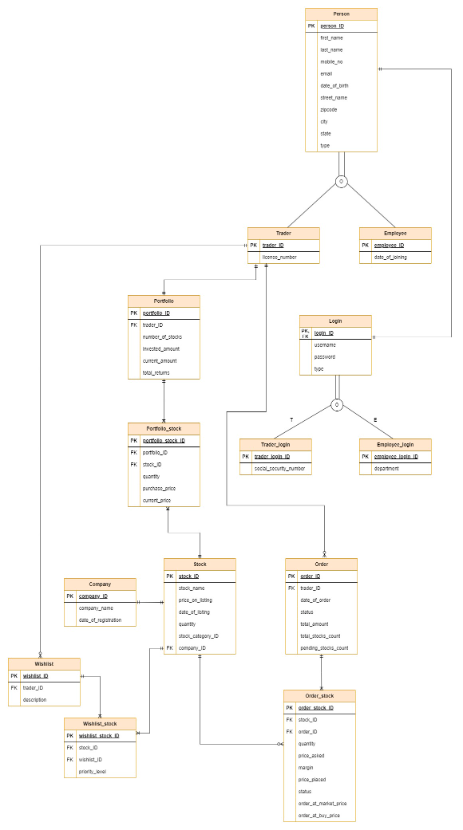 Person
PK person_ID
first_name
last_name
mobile_no
email
date_of_birth
street_name
zipcode
city
state
type
O
Trader
PK trader_ID
license_number
Employee
PK employee_ID
date_of_joining
Portfolio
PK portfolio_ID
FK trader_ID
number_of_stocks
invested_amount
current_amount
total_returns
Login
login_ID
username
password
type
O
T
E
Portfolio_stock
PK portfolio_stock_ID
FK portfolio_ID
FK stock_ID
quantity
purchase_price
current_price
Trader_login
PK trader_login_ID
social_security_number
Employee_login
PK employee_login_ID
department
Stock
PK stock_ID
stock_name
price_on_listing
date_of_listing
quantity
stock_category_ID
FK company_ID
Order
PK order_ID
FK trader_ID
date_of_order
status
total_amount
total_stocks_count
pending_stocks_count
Company
PK company_ID
company_name
date_of_registration
Wishlist
PK wishlist_ID
FK trader_ID
description
Wishlist_stock
PK wishlist_stock_ID
FK stock_ID
FK wishlist_ID
priority_level
Order_stock
PK order_stock_ID
FK stock_ID
FK order_ID
quantity
price_asked
margin
price_placed
status
order_at_market_price
order_at_buy_price